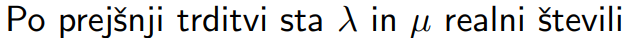 Po prejšnji trditvi sta λ in μ realni števili